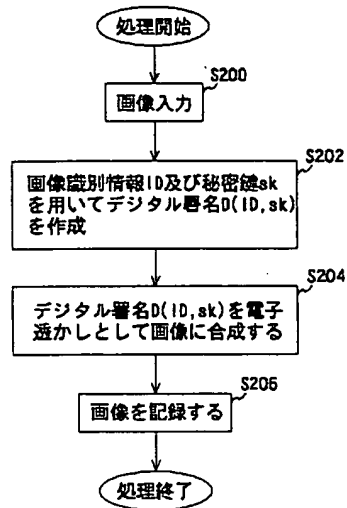 処理開始
S200
画像入力
S202
画像識別情報ID及び秘密鍵sk
を用いてデジタル署名D(ID,sk)
を作成
S204
デジタル署名D(ID,sk)を電子
透かしとして画像に合成する
S206
画像を記録する
処理終了